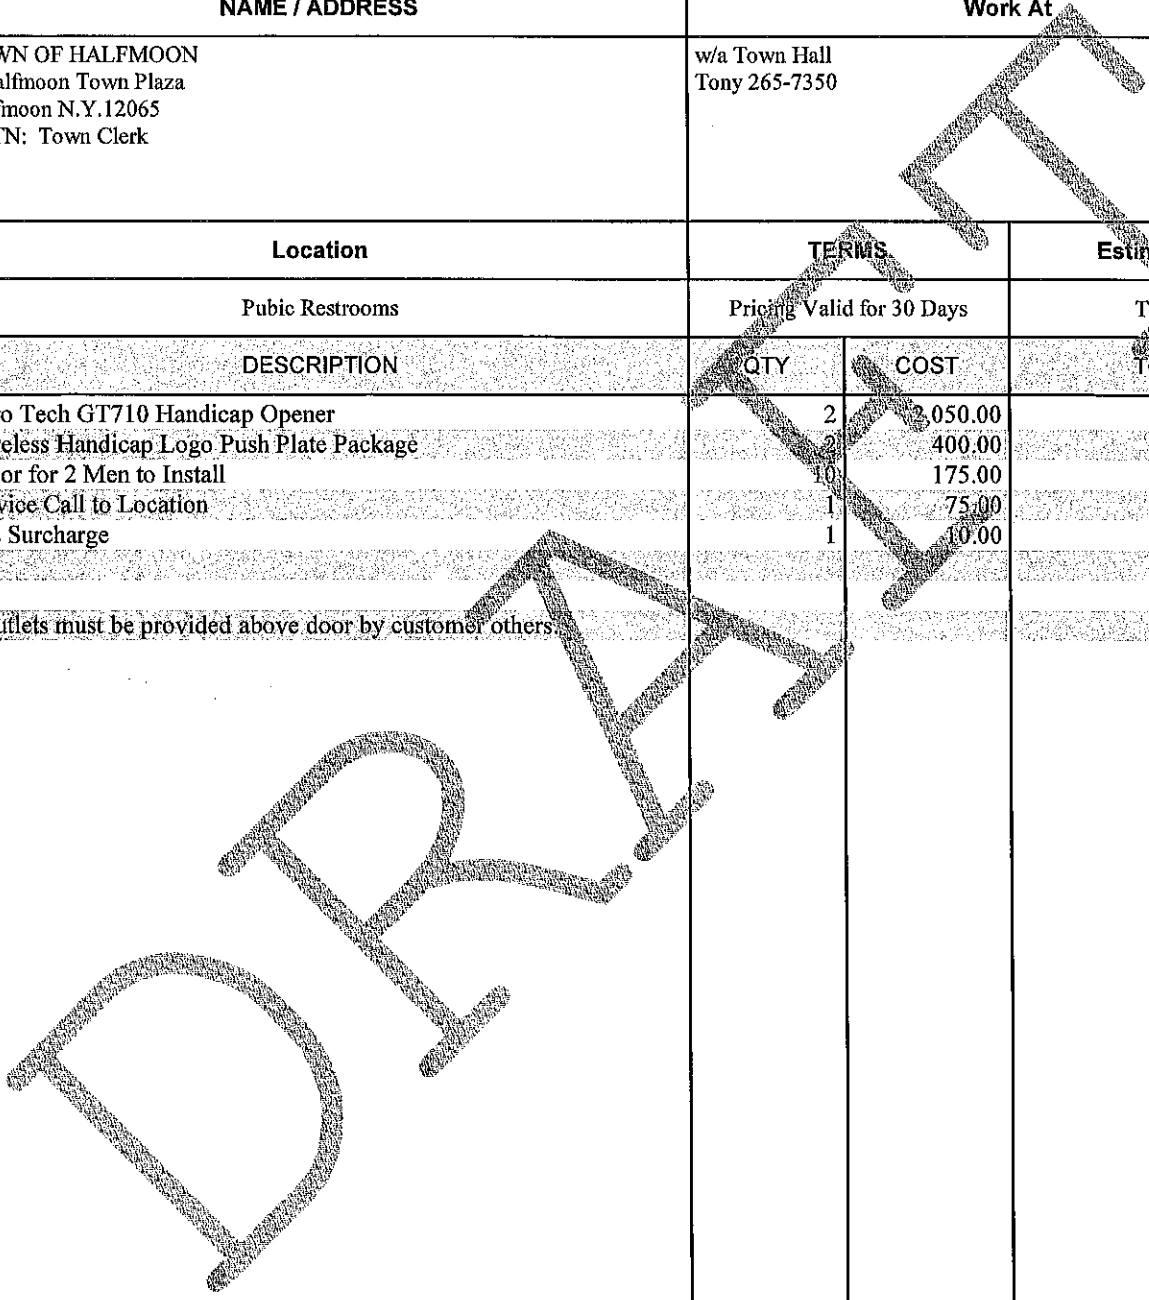 NAME / ADDRESS Work At
WN OF HALFMOON w/a Town Hall
alfmoon Town Plaza Tony 265-7350
fmoon N.Y.12065
TN: Town Clerk
Location TERMS Estin
Pubic Restrooms Pricing Valid for 30 Days T
DESCRIPTION QTY COST T
o Tech GT710 Handicap Opener 2 ,050.00
eless Handicap Logo Push Plate Package 2 400.00
or for 2 Men to Install 10 175.00
vice Call to Location 1 75.00
Surcharge 1 10.00
utlets must be provided above door by customer others.
DRAFT